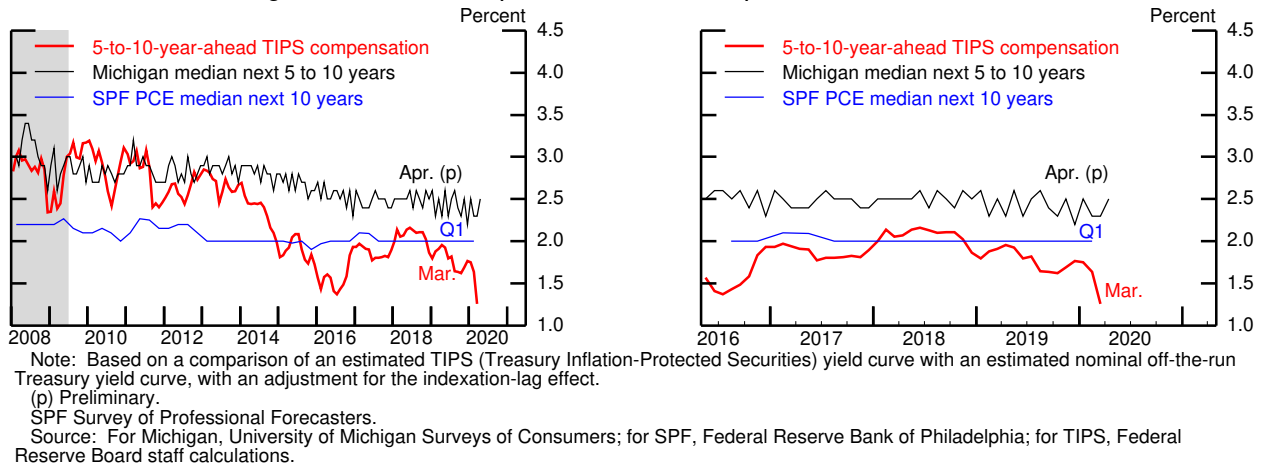 Percent
4.5
5-to-10-year-ahead TIPS compensation
Michigan median next 5 to 10 years
4.0
SPF PCE median next 10 years
3.5
3.0
Apr. (p)
2.5
Q1
2.0
Mar.
1.5
1.0
2008 2010 2012 2014 2016 2018 2020
Percent
4.5
5-to-10-year-ahead TIPS compensation
Michigan median next 5 to 10 years
4.0
SPF PCE median next 10 years
3.5
3.0
Apr. (p)
2.5
Q1
2.0
1.5
Mar.
1.0
2016 2017 2018 2019 2020
Note: Based on a comparison of an estimated TIPS (Treasury Inflation-Protected Securities) yield curve with an estimated nominal off-the-run
Treasury yield curve, with an adjustment for the indexation-lag effect.
(p) Preliminary.
SPF Survey of Professional Forecasters.
Source: For Michigan, University of Michigan Surveys of Consumers; for SPF, Federal Reserve Bank of Philadelphia; for TIPS, Federal
Reserve Board staff calculations.